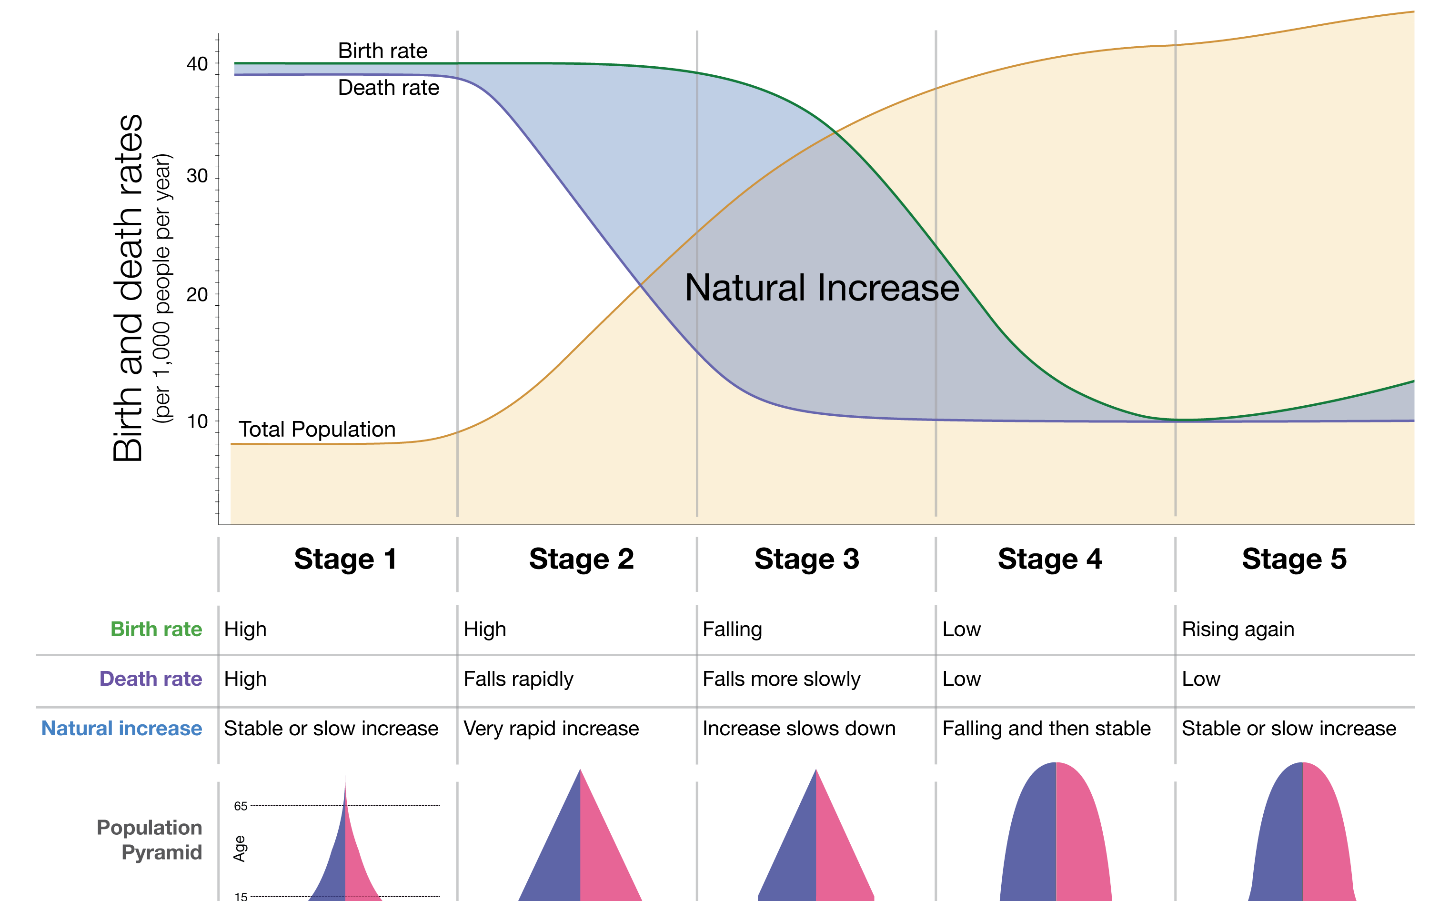 Birth rate
Death rate
40
30
20
10
Birth and death rates
(per 1,000 people per year)
Natural Increase
Total Population
Stage 1 Stage 2 Stage 3 Stage 4 Stage 5
Birth rate High High Falling Low Rising again
Death rate High Falls rapidly Falls more slowly Low Low
Natural increase Stable or slow increase Very rapid increase Increase slows down Falling and then stable Stable or slow increase
Population
Pyramid
65
Age
15